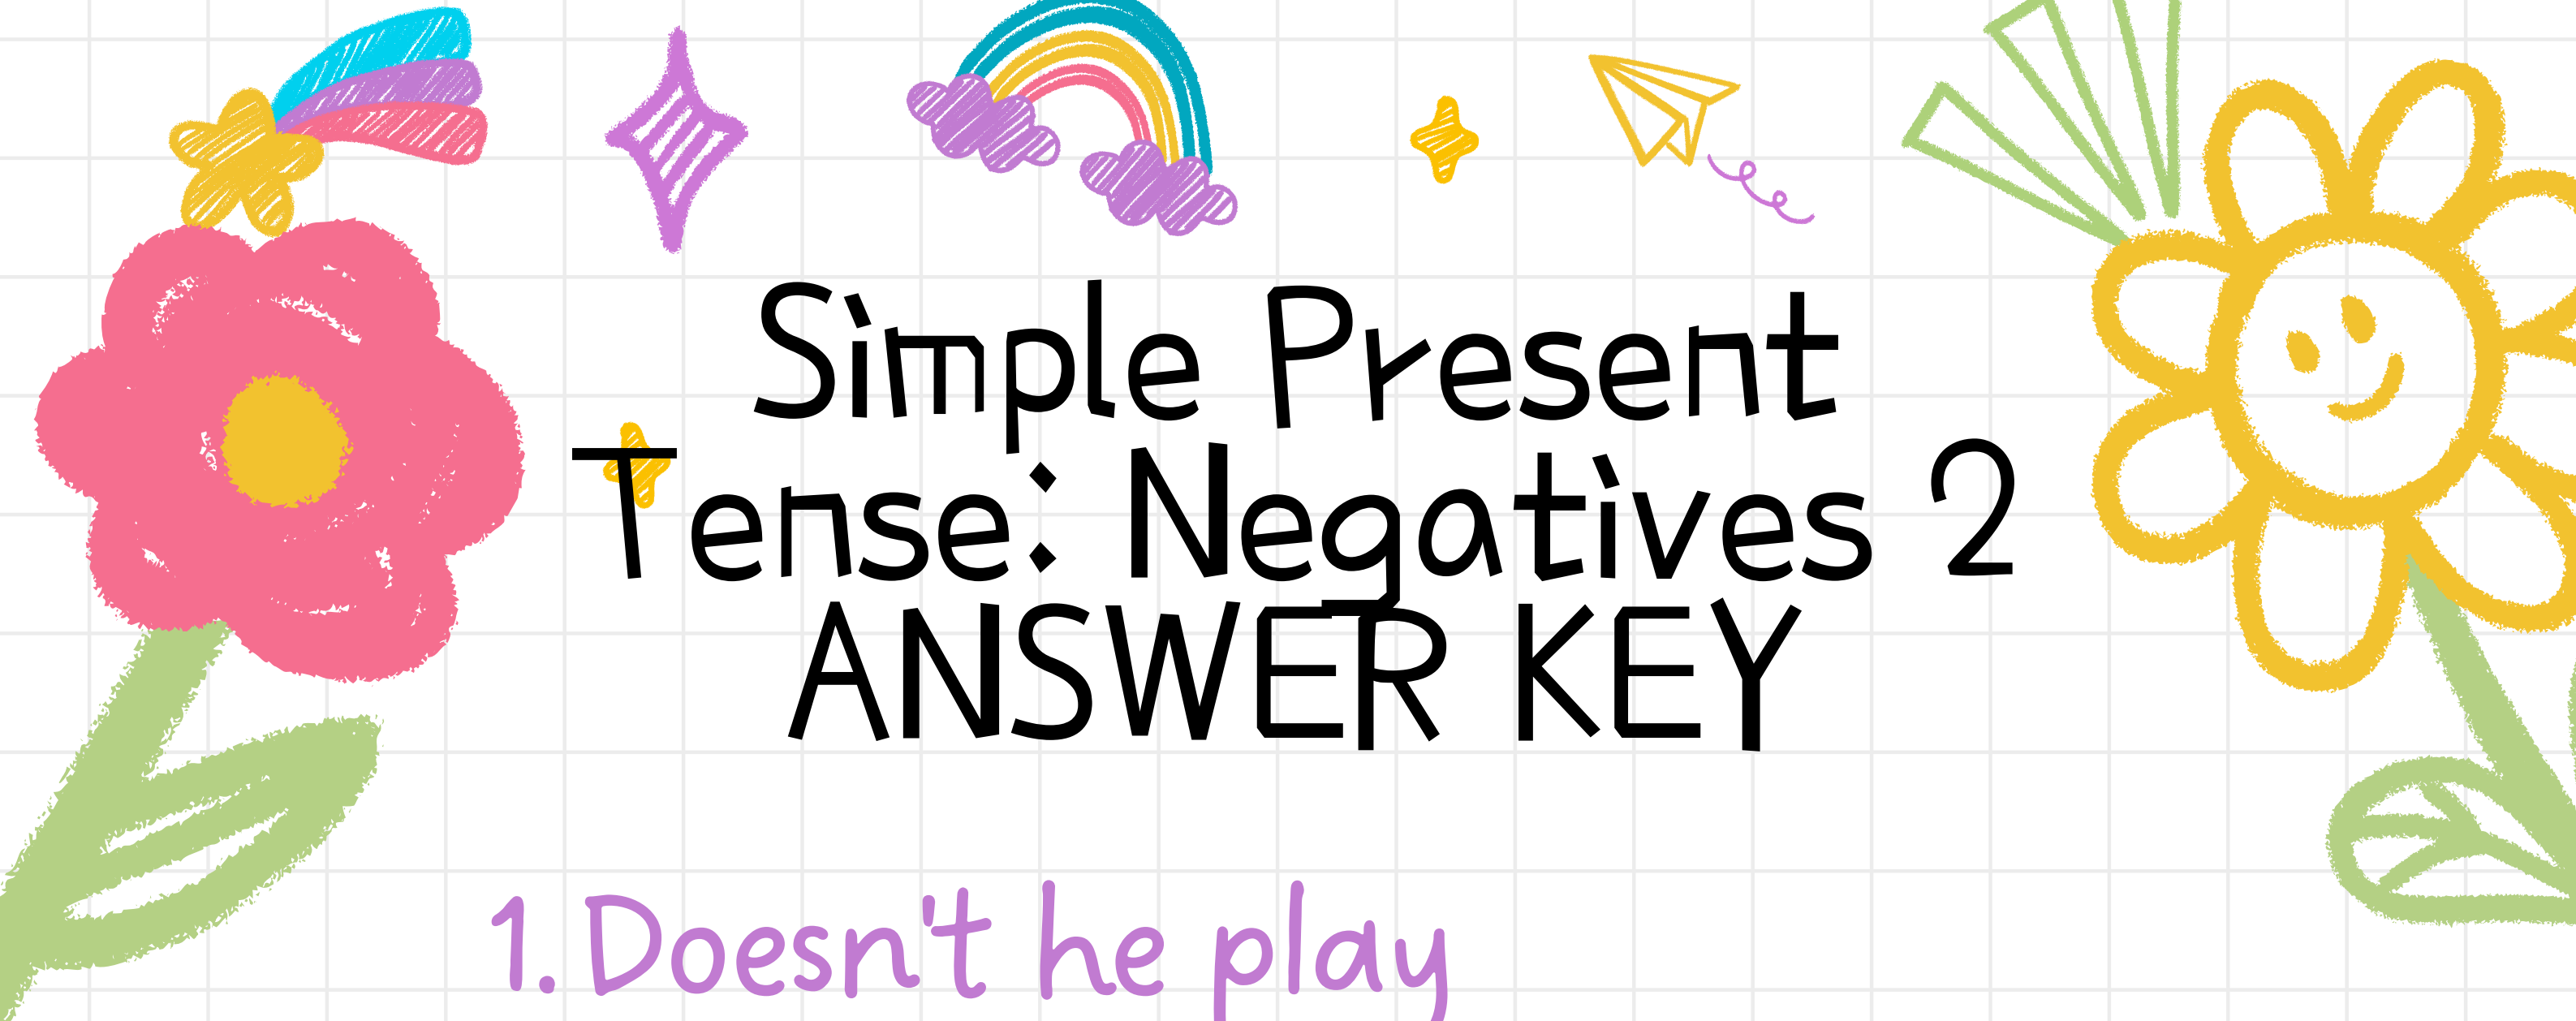 Simple Present
Tense: Negatives 2
ANSWER KEY
1. Doesn't he play